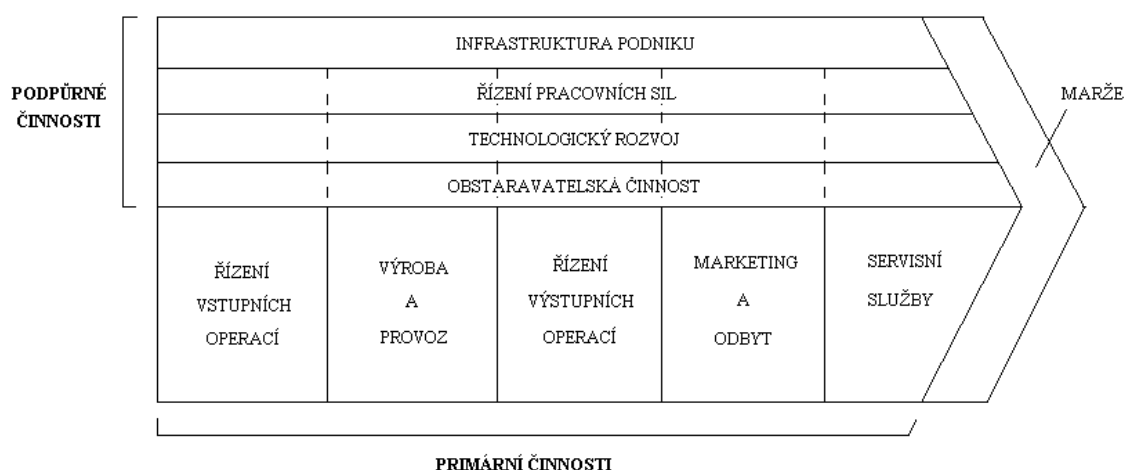 INFRASTRUKTURA PODNIKU
PODPŮRNÉ
ČINNOSTI
ŘÍZENÍ PRACOVNÍCH SIL
MARŽE
TECHNOLOGICKÝ ROZVOJ
OBSTARAVATELSKÁ ČINNOST
ŘÍZENÍ
VSTUPNÍCH
OPERACÍ
VÝROBA
A
PROVOZ
ŘÍZENÍ
VÝSTUPNÍCH
OPERACÍ
MARKETING
A
ODBYT
SERVISNÍ
SLUŽBY
PRIMÁRNÍ ČINNOSTI